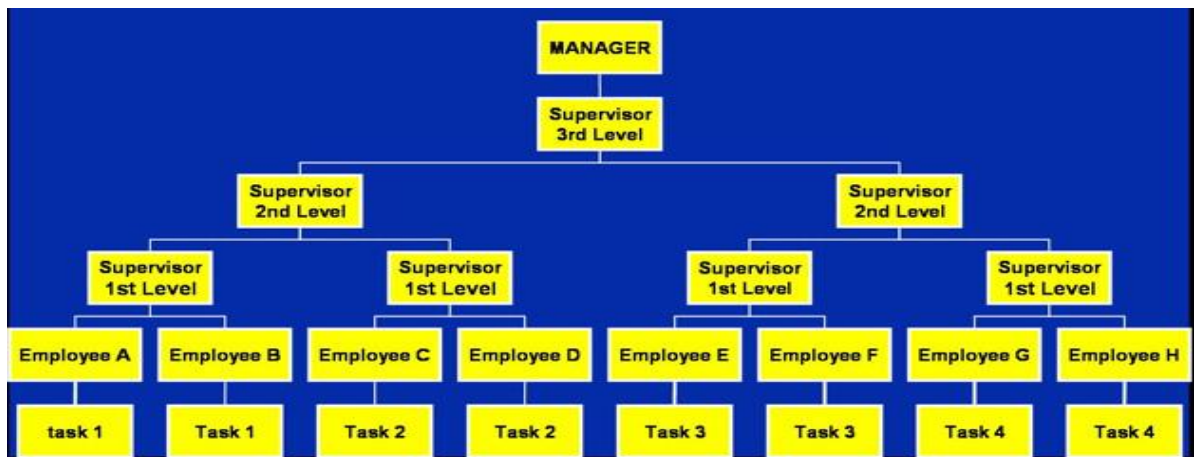 MANAGER
Supervisor
3rd Level
Supervisor
2nd Level
Supervisor
2nd Level
Supervisor
1st Level
Supervisor
1st Level
Supervisor
1st Level
Supervisor
1st Level
Employee A
Employee B
Employee C
Employee D
Employee E
Employee F
Employee G
Employee H
task 1
Task 1
Task 2
Task 2
Task 3
Task 3
Task 4
Task 4